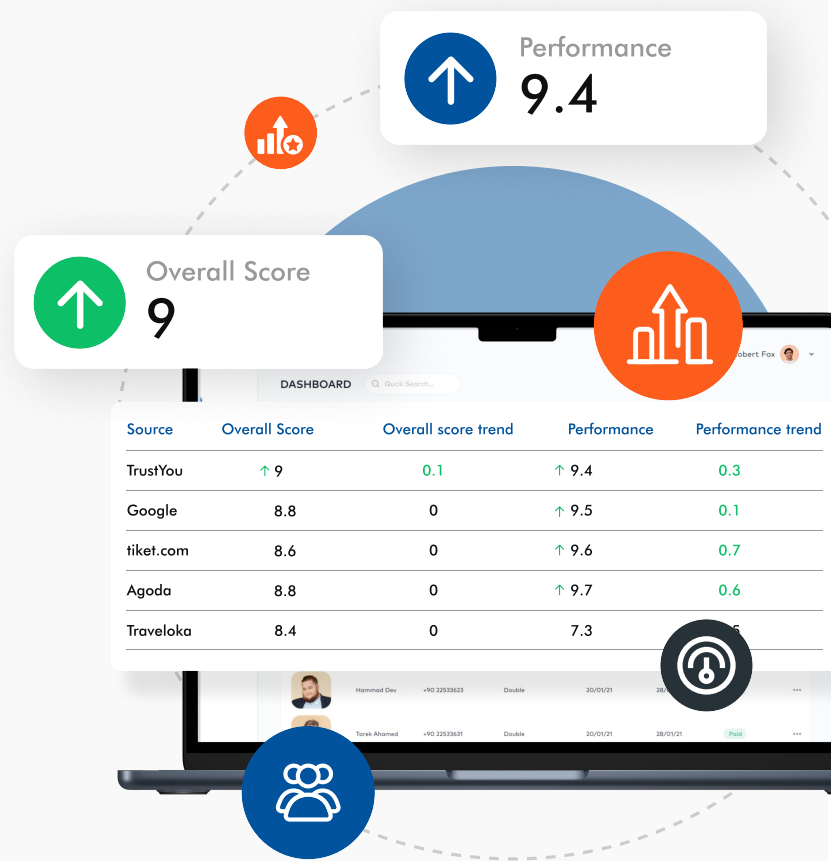 Performance
9.4
Overall Score
9
obert Fox
DASHBOARD
Quick Search...
Source Overall Score Overall score trend Performance Performance trend
TrustYou 9 0.1 9.4 0.3
Google 8.8 0 9.5 0.1
tiket.com 8.6 0 9.6 0.7
Agoda 8.8 0 9.7 0.6
Traveloka 8.4 0 7.3
Hammad Dev +90 22533623 Double 20/01/21 28/
Tarek Ahamed +90 22533631 Double 20/01/21 28/01/21 Paid